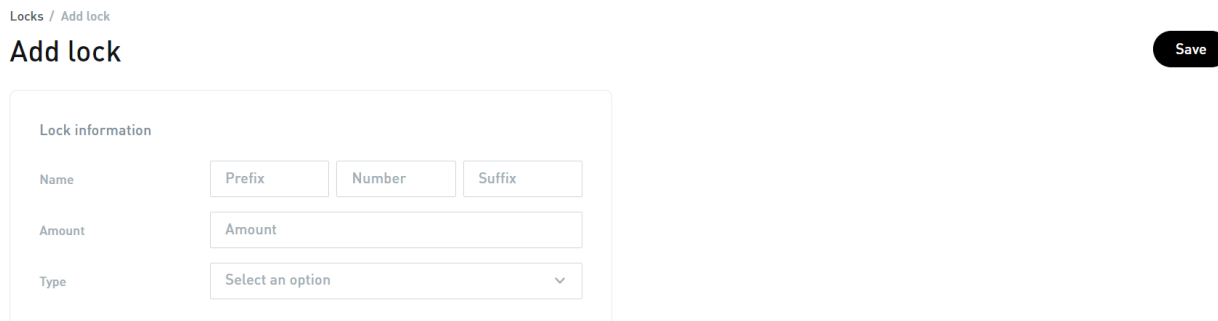 Locks / Add lock
Add lock
Save
Lock information
Name Prefix Number Suffix
Amount Amount
Type Select an option